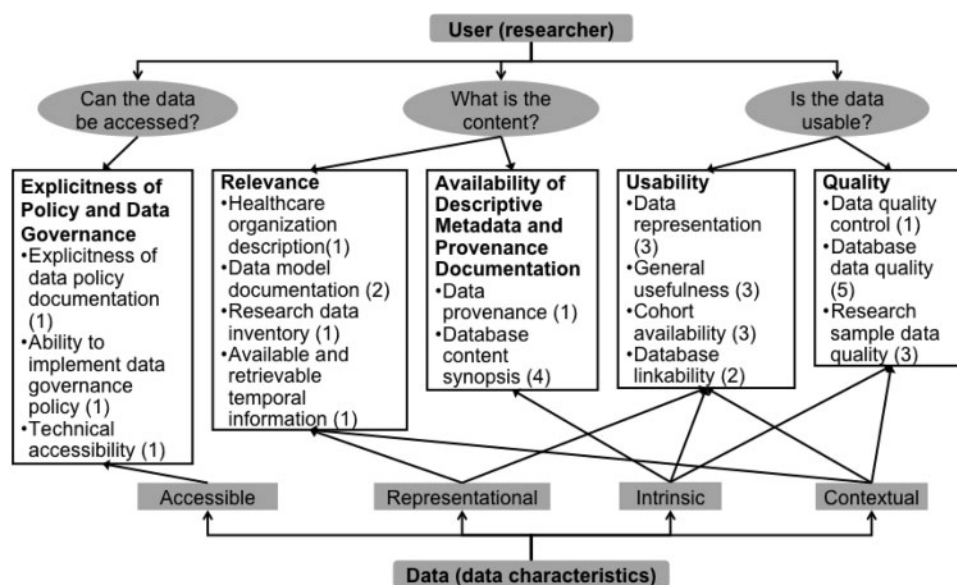 User (researcher)
Can the data
be accessed?
What is the
content?
Is the data
usable?
Explicitness of
Policy and Data
Governance
•Explicitness of
data policy
documentation
(1)
•Ability to
implement data
governance
policy (1)
•Technical
accessibility (1)
Relevance
•Healthcare
organization
description(1)
•Data model
documentation (2)
•Research data
inventory (1)
•Available and
retrievable
temporal
information (1)
Availability of
Descriptive
Metadata and
Provenance
Documentation
•Data
provenance (1)
•Database
content
synopsis (4)
Usability
•Data
representation
(3)
•General
usefulness (3)
•Cohort
availability (3)
•Database
linkability (2)
Quality
•Data quality
control (1)
•Database
data quality
(5)
•Research
sample data
quality (3)
Accessible
Representational
Intrinsic
Contextual
Data (data characteristics)